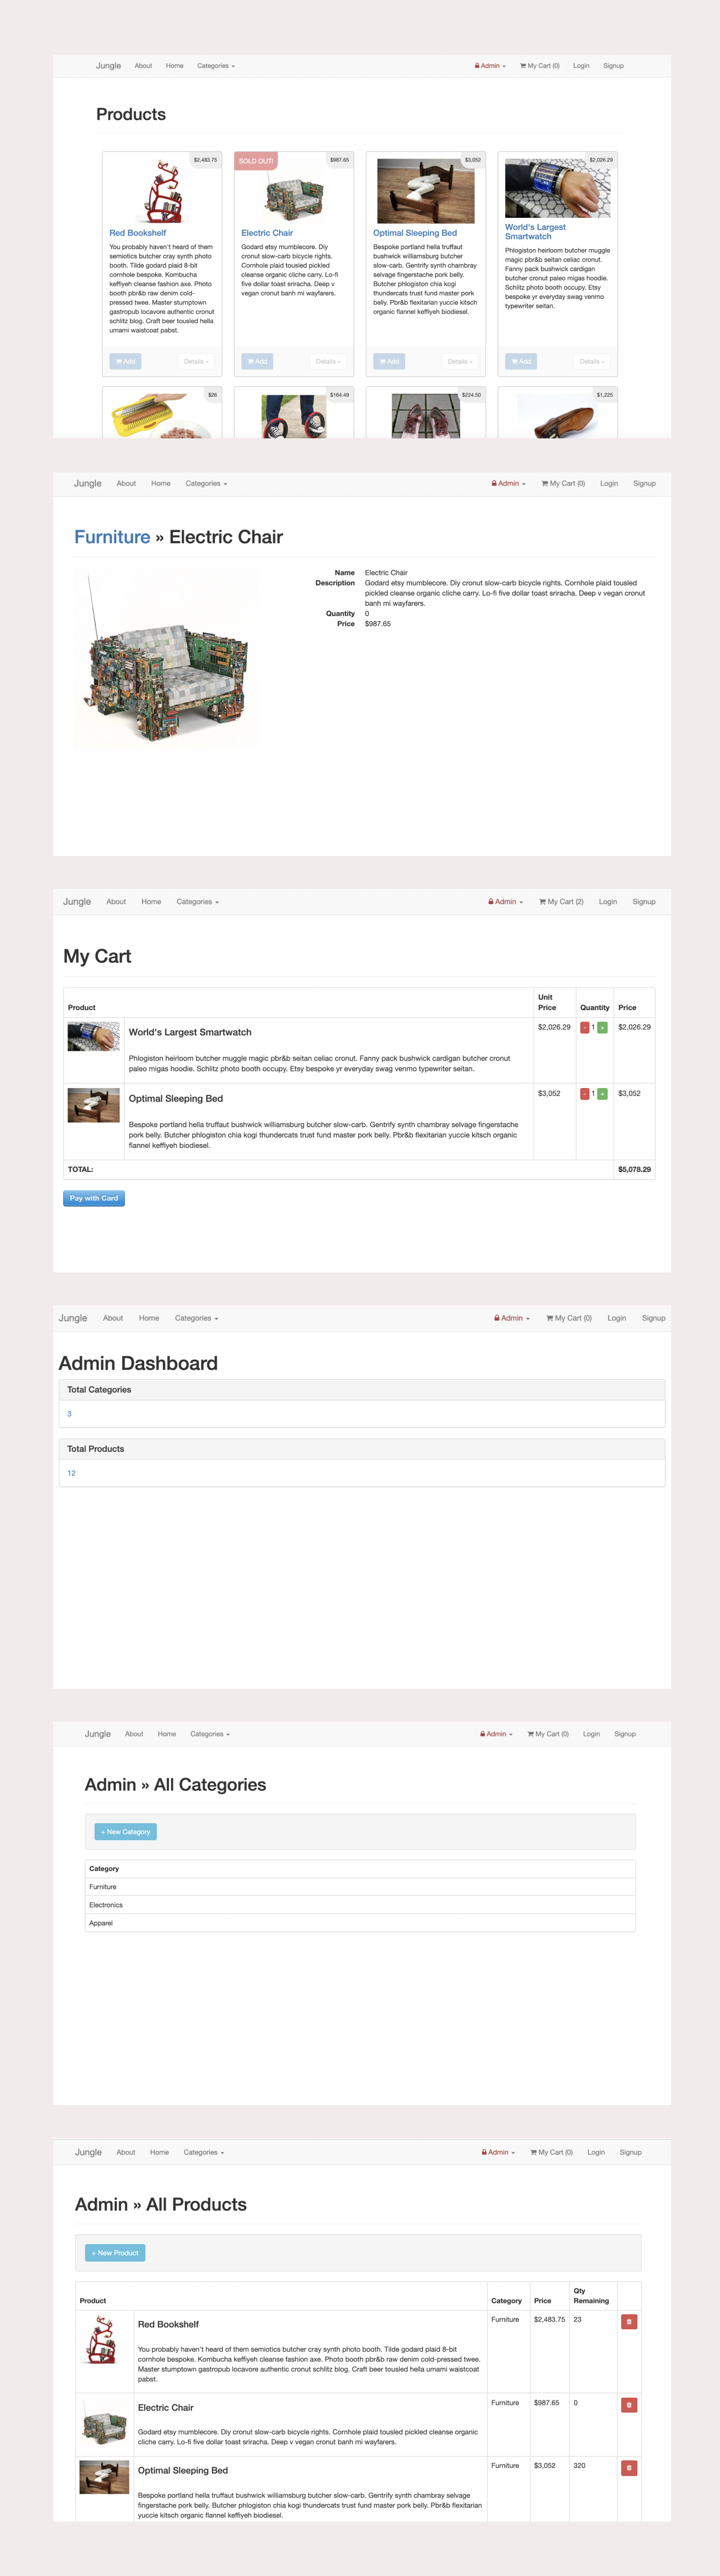 Jungle About Home Categories Admin My Cart (0) Login Signup
Products
$2,483.75
Red Bookshelf
You probably haven't heard of them
semiotics butcher cray synth photo
booth. Tilde godard plaid 8-bit
cornhole bespoke. Kombucha
keffiyeh cleanse fashion axe. Photo
booth pbr&b raw denim cold-
pressed twee. Master stumptown
gastropub locavore authentic cronut
schlitz blog. Craft beer tousled hella
umami waistcoat pabst.
Add Details »
SOLD OUT!
$987.65
Electric Chair
Godard etsy mumblecore. Diy
cronut slow-carb bicycle rights.
Cornhole plaid tousled pickled
cleanse organic cliche carry. Lo-fi
five dollar toast sriracha. Deep v
vegan cronut banh mi wayfarers.
Add Details »
$3,052
Optimal Sleeping Bed
Bespoke portland hella truffaut
bushwick williamsburg butcher
slow-carb. Gentrify synth chambray
selvage fingerstache pork belly.
Butcher phlogiston chia kogi
thundercats trust fund master pork
belly. Pbr&b flexitarian yuccie kitsch
organic flannel keffiyeh biodiesel.
Add Details »
$2,026.29
World's Largest
Smartwatch
Phlogiston heirloom butcher muggle
magic pbr&b seitan celiac cronut.
Fanny pack bushwick cardigan
butcher cronut paleo migas hoodie.
Schlitz photo booth occupy. Etsy
bespoke yr everyday swag venmo
typewriter seitan.
Add Details »
$26
$164.49
$224.50
$1,225
Jungle About Home Categories Admin My Cart (0) Login Signup
Furniture » Electric Chair
Name Electric Chair
Description Godard etsy mumblecore. Diy cronut slow-carb bicycle rights. Cornhole plaid tousled
pickled cleanse organic cliche carry. Lo-fi five dollar toast sriracha. Deep v vegan cronut
banh mi wayfarers.
Quantity 0
Price $987.65
Jungle About Home Categories Admin My Cart (2) Login Signup
My Cart
Product Unit Price Quantity Price
World's Largest Smartwatch $2,026.29 - 1 + $2,026.29
Phlogiston heirloom butcher muggle magic pbr&b seitan celiac cronut. Fanny pack bushwick cardigan butcher cronut
paleo migas hoodie. Schlitz photo booth occupy. Etsy bespoke yr everyday swag venmo typewriter seitan.
Optimal Sleeping Bed $3,052 - 1 + $3,052
Bespoke portland hella truffaut bushwick williamsburg butcher slow-carb. Gentrify synth chambray selvage fingerstache
pork belly. Butcher phlogiston chia kogi thundercats trust fund master pork belly. Pbr&b flexitarian yuccie kitsch organic
flannel keffiyeh biodiesel.
TOTAL: $5,078.29
Pay with Card
Jungle About Home Categories Admin My Cart (0) Login Signup
Admin Dashboard
Total Categories
3
Total Products
12
Jungle About Home Categories Admin My Cart (0) Login Signup
Admin » All Categories
+ New Category
Category
Furniture
Electronics
Apparel
Jungle About Home Categories Admin My Cart (0) Login Signup
Admin » All Products
+ New Product
Product Category Price Qty Remaining
Red Bookshelf Furniture $2,483.75 23
You probably haven't heard of them semiotics butcher cray synth photo booth. Tilde godard plaid 8-bit
cornhole bespoke. Kombucha keffiyeh cleanse fashion axe. Photo booth pbr&b raw denim cold-pressed twee.
Master stumptown gastropub locavore authentic cronut schlitz blog. Craft beer tousled hella umami waistcoat
pabst.
Electric Chair Furniture $987.65 0
Godard etsy mumblecore. Diy cronut slow-carb bicycle rights. Cornhole plaid tousled pickled cleanse organic
cliche carry. Lo-fi five dollar toast sriracha. Deep v vegan cronut banh mi wayfarers.
Optimal Sleeping Bed Furniture $3,052 320
Bespoke portland hella truffaut bushwick williamsburg butcher slow-carb. Gentrify synth chambray selvage
fingerstache pork belly. Butcher phlogiston chia kogi thundercats trust fund master pork belly. Pbr&b flexitarian
yuccie kitsch organic flannel keffiyeh biodiesel.